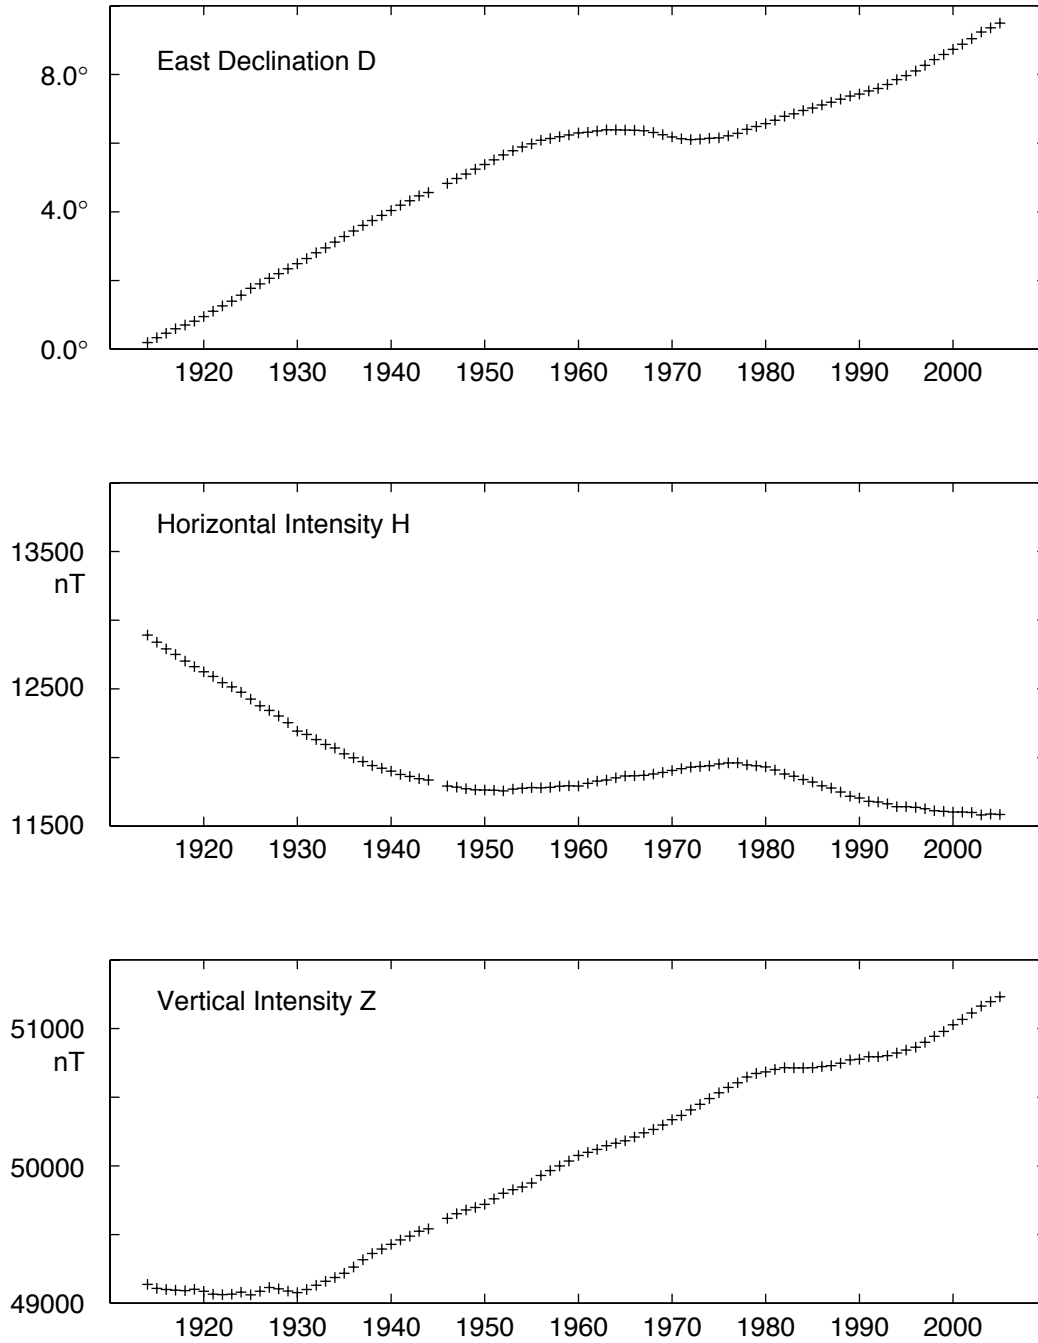 East Declination D
8.0°
4.0°
0.0°
1920 1930 1940 1950 1960 1970 1980 1990 2000
Horizontal Intensity H
13500
nT
12500
11500
1920 1930 1940 1950 1960 1970 1980 1990 2000
Vertical Intensity Z
51000
nT
50000
49000
1920 1930 1940 1950 1960 1970 1980 1990 2000